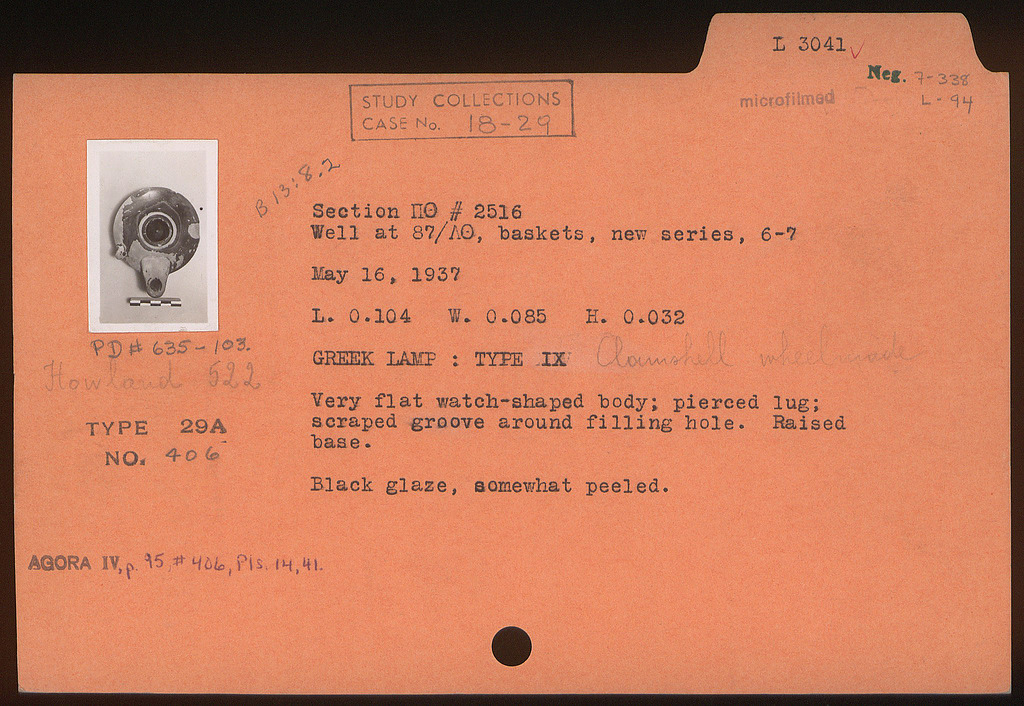 L 3041 ✓
Neg. 7-338
L-94
microfilmed
STUDY COLLECTIONS
CASE No. 18-29
B 13:8.2
Section ΠΘ # 2516
Well at 87/ΛΘ, baskets, new series, 6-7
May 16, 1937
L. 0.104 W. 0.085 H. 0.032
PD # 635-103.
GREEK LAMP : TYPE IX Clamshell wheelmade
Howland 522
Very flat watch-shaped body; pierced lug;
scraped groove around filling hole. Raised
base.
TYPE 29A
NO. 406
Black glaze, somewhat peeled.
AGORA IV, p. 95, # 406, Pls. 14, 41.